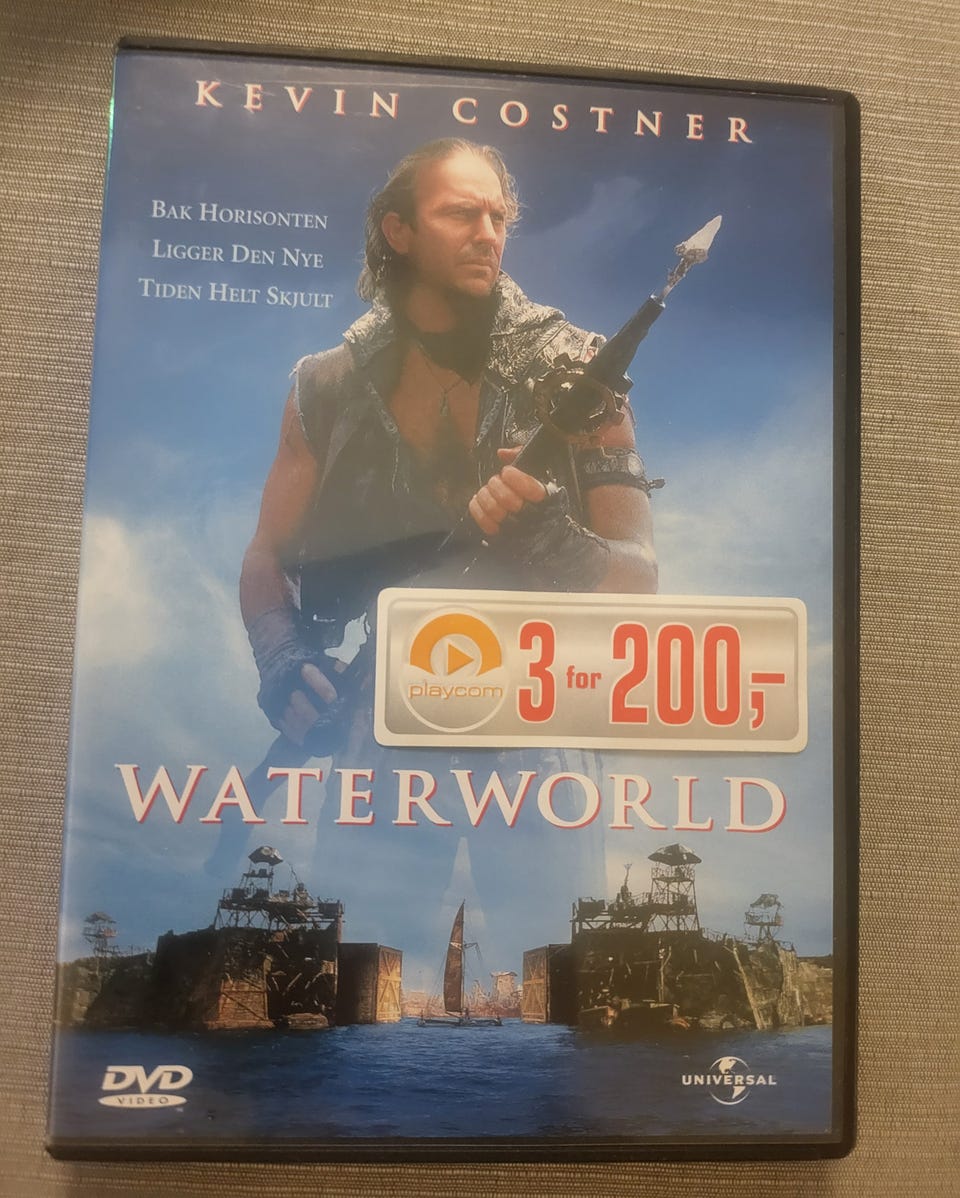 KEVIN COSTNER
BAK HORISONTEN
LIGGER DEN NYE
TIDEN HELT SKJULT
playcom
3 for 200,-
WATERWORLD
DVD
VIDEO
UNIVERSAL